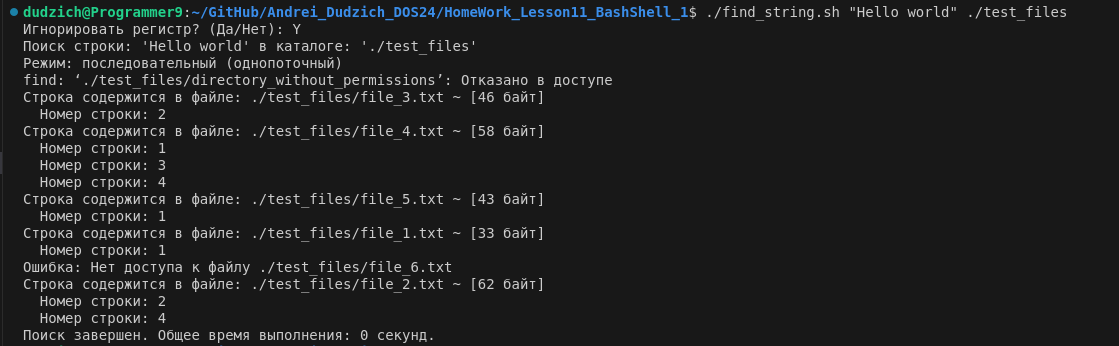 dudzich@Programmer9:~/GitHub/Andrei_Dudzich_DOS24/HomeWork_Lesson11_BashShell_1$ ./find_string.sh "Hello world" ./test_files
Игнорировать регистр? (Да/Нет): Y
Поиск строки: 'Hello world' в каталоге: './test_files'
Режим: последовательный (однопоточный)
find: ‘./test_files/directory_without_permissions’: Отказано в доступе
Строка содержится в файле: ./test_files/file_3.txt ~ [46 байт]
  Номер строки: 2
Строка содержится в файле: ./test_files/file_4.txt ~ [58 байт]
  Номер строки: 1
  Номер строки: 3
  Номер строки: 4
Строка содержится в файле: ./test_files/file_5.txt ~ [43 байт]
  Номер строки: 1
Строка содержится в файле: ./test_files/file_1.txt ~ [33 байт]
  Номер строки: 1
Ошибка: Нет доступа к файлу ./test_files/file_6.txt
Строка содержится в файле: ./test_files/file_2.txt ~ [62 байт]
  Номер строки: 2
  Номер строки: 4
Поиск завершен. Общее время выполнения: 0 секунд.